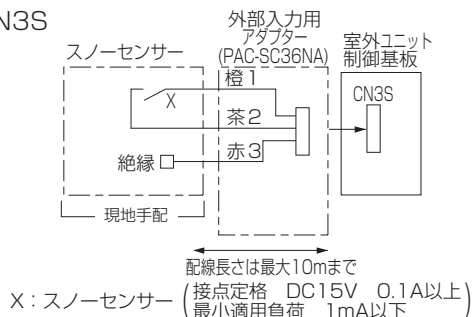 CN3S
外部入力用
アダプター
(PAC-SC36NA)
スノーセンサー
室外ユニット
制御基板
橙1
X
茶2
CN3S
赤3
絶縁
現地手配
配線長さは最大10mまで
X:スノーセンサー
接点定格 DC15V 0.1A以上
最小適用負荷 1mA以下